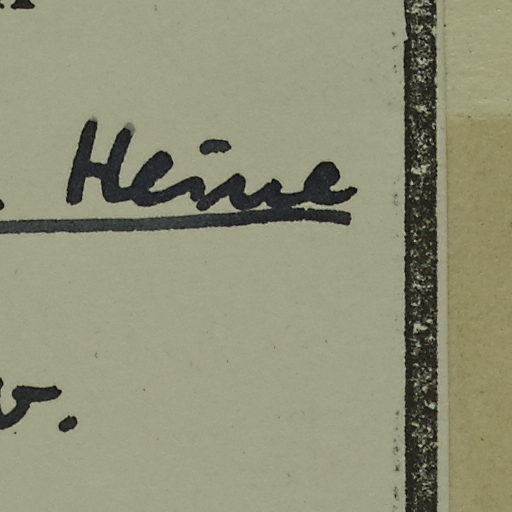 . Heine
v.